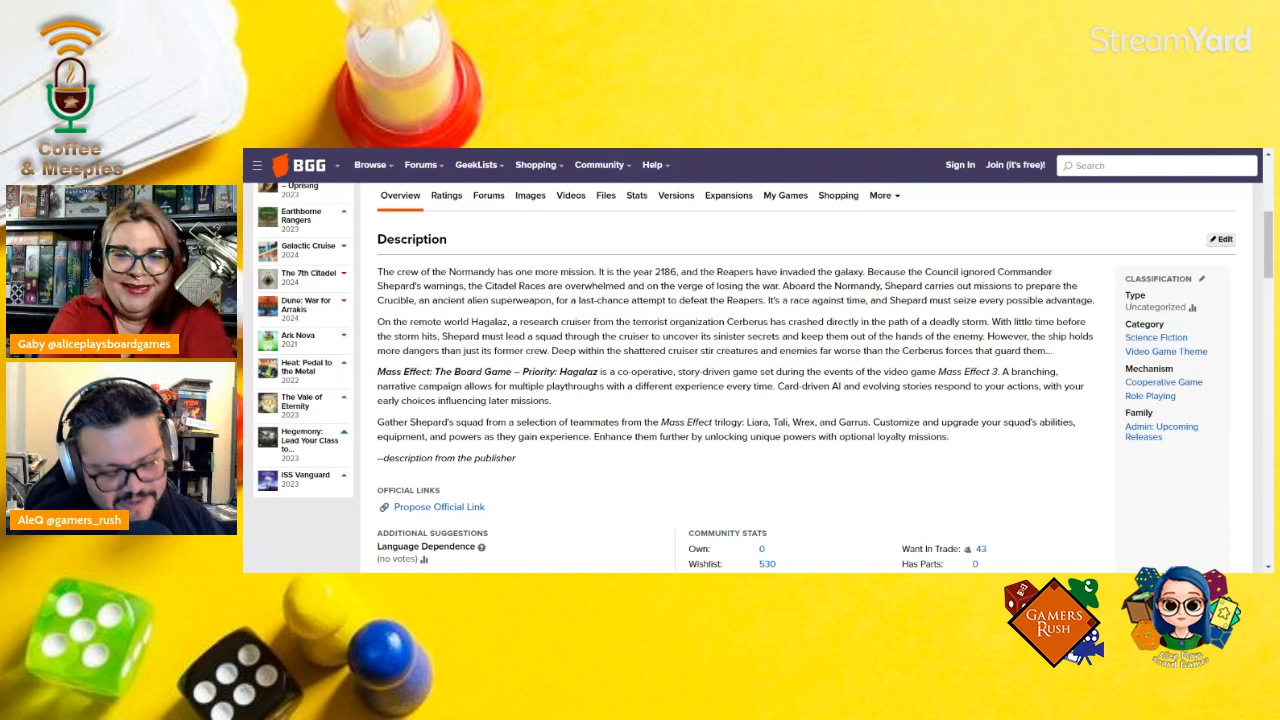 StreamYard
Coffee
& Meeples
Gaby @aliceplaysboardgames
AleQ @gamers_rush
BGG
Browse
Forums
GeekLists
Shopping
Community
Help
Sign In
Join (it's free)!
Search
– Uprising
2023
Earthborne
Rangers
2023
Galactic Cruise
2024
The 7th Citadel
2024
Dune: War for
Arrakis
2024
Ark Nova
2021
Heat: Pedal to
the Metal
2022
The Vale of
Eternity
2023
Hegemony:
Lead Your Class
to...
2023
ISS Vanguard
2023
Overview
Ratings
Forums
Images
Videos
Files
Stats
Versions
Expansions
My Games
Shopping
More
Description
Edit
The crew of the Normandy has one more mission. It is the year 2186, and the Reapers have invaded the galaxy. Because the Council ignored Commander
Shepard's warnings, the Citadel Races are overwhelmed and on the verge of losing the war. Aboard the Normandy, Shepard carries out missions to prepare the
Crucible, an ancient alien superweapon, for a last-chance attempt to defeat the Reapers. It's a race against time, and Shepard must seize every possible advantage.
On the remote world Hagalaz, a research cruiser from the terrorist organization Cerberus has crashed directly in the path of a deadly storm. With little time before
the storm hits, Shepard must lead a squad through the cruiser to uncover its sinister secrets and keep them out of the hands of the enemy. However, the ship holds
more dangers than just its former crew. Deep within the shattered cruiser stir creatures and enemies far worse than the Cerberus forces that guard them...
Mass Effect: The Board Game – Priority: Hagalaz is a co-operative, story-driven game set during the events of the video game Mass Effect 3. A branching,
narrative campaign allows for multiple playthroughs with a different experience every time. Card-driven AI and evolving stories respond to your actions, with your
early choices influencing later missions.
Gather Shepard's squad from a selection of teammates from the Mass Effect trilogy: Liara, Tali, Wrex, and Garrus. Customize and upgrade your squad's abilities,
equipment, and powers as they gain experience. Enhance them further by unlocking unique powers with optional loyalty missions.
--description from the publisher
OFFICIAL LINKS
Propose Official Link
ADDITIONAL SUGGESTIONS
Language Dependence
(no votes)
COMMUNITY STATS
Own: 0
Wishlist: 530
Want In Trade: 43
Has Parts: 0
CLASSIFICATION
Type
Uncategorized
Category
Science Fiction
Video Game Theme
Mechanism
Cooperative Game
Role Playing
Family
Admin: Upcoming
Releases
GAMERS
RUSH
Alice Plays
Board Games